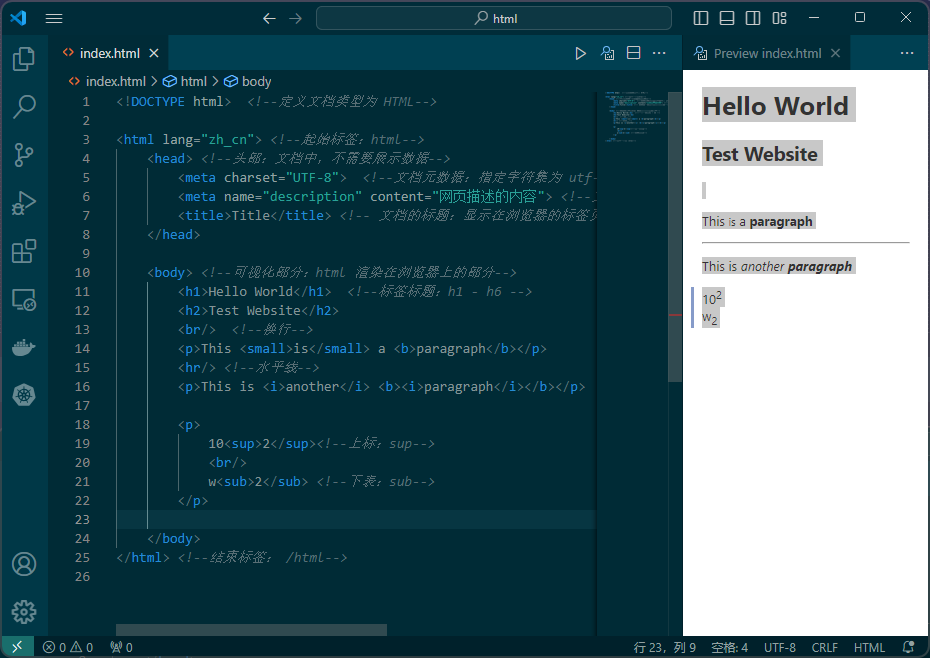 html
index.html
Preview index.html
index.html > html > body
1 <!DOCTYPE html> <!--定义文档类型为 HTML-->
2
3 <html lang="zh_cn"> <!--起始标签：html-->
4 <head> <!--头部：文档中，不需要展示数据-->
5 <meta charset="UTF-8"> <!--文档元数据：指定字符集为 utf-
6 <meta name="description" content="网页描述的内容"> <!--
7 <title>Title</title> <!-- 文档的标题：显示在浏览器的标签页
8 </head>
9
10 <body> <!--可视化部分：html 渲染在浏览器上的部分-->
11 <h1>Hello World</h1> <!--标签标题：h1 - h6 -->
12 <h2>Test Website</h2>
13 <br/> <!--换行-->
14 <p>This <small>is</small> a <b>paragraph</b></p>
15 <hr/> <!--水平线-->
16 <p>This is <i>another</i> <b><i>paragraph</i></b></p>
17
18 <p>
19 10<sup>2</sup><!--上标：sup-->
20 <br/>
21 w<sub>2</sub> <!--下表：sub-->
22 </p>
23
24 </body>
25 </html> <!--结束标签： /html-->
26
Hello World
Test Website
This is a paragraph
This is another paragraph
10²
w₂
0 0 0 行 23，列 9 空格: 4 UTF-8 CRLF HTML